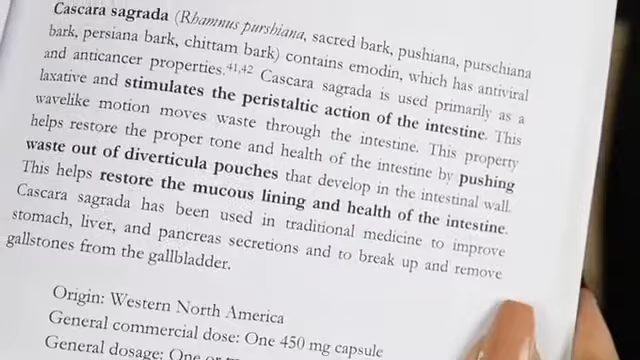 Cascara sagrada (Rhamnus purshiana, sacred bark, pushiana, purschiana
bark, persiana bark, chittam bark) contains emodin, which has antiviral
and anticancer properties.41,42 Cascara sagrada is used primarily as a
laxative and stimulates the peristaltic action of the intestine. This
wavelike motion moves waste through the intestine. This property
helps restore the proper tone and health of the intestine by pushing
waste out of diverticula pouches that develop in the intestinal wall.
This helps restore the mucous lining and health of the intestine.
Cascara sagrada has been used in traditional medicine to improve
stomach, liver, and pancreas secretions and to break up and remove
gallstones from the gallbladder.
Origin: Western North America
General commercial dose: One 450 mg capsule
General dosage: One or